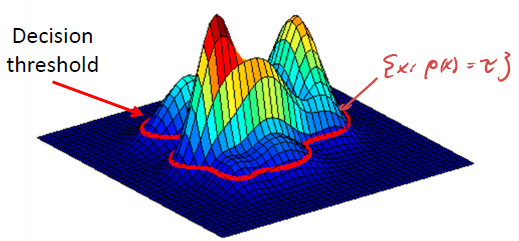 Decision
threshold
{x: p(x) = τ}